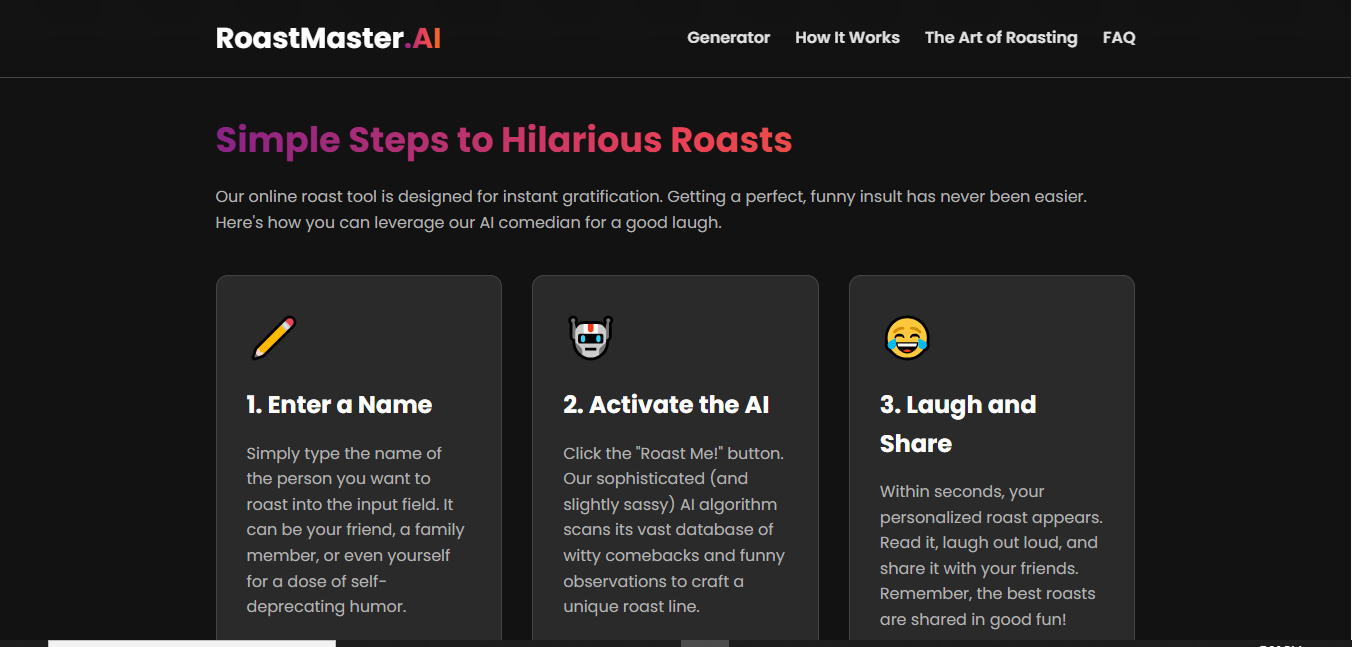 RoastMaster.AI
Generator How It Works The Art of Roasting FAQ
Simple Steps to Hilarious Roasts
Our online roast tool is designed for instant gratification. Getting a perfect, funny insult has never been easier.
Here's how you can leverage our AI comedian for a good laugh.
1. Enter a Name
Simply type the name of
the person you want to
roast into the input field. It
can be your friend, a family
member, or even yourself
for a dose of self-
deprecating humor.
2. Activate the AI
Click the "Roast Me!" button.
Our sophisticated (and
slightly sassy) AI algorithm
scans its vast database of
witty comebacks and funny
observations to craft a
unique roast line.
3. Laugh and
Share
Within seconds, your
personalized roast appears.
Read it, laugh out loud, and
share it with your friends.
Remember, the best roasts
are shared in good fun!